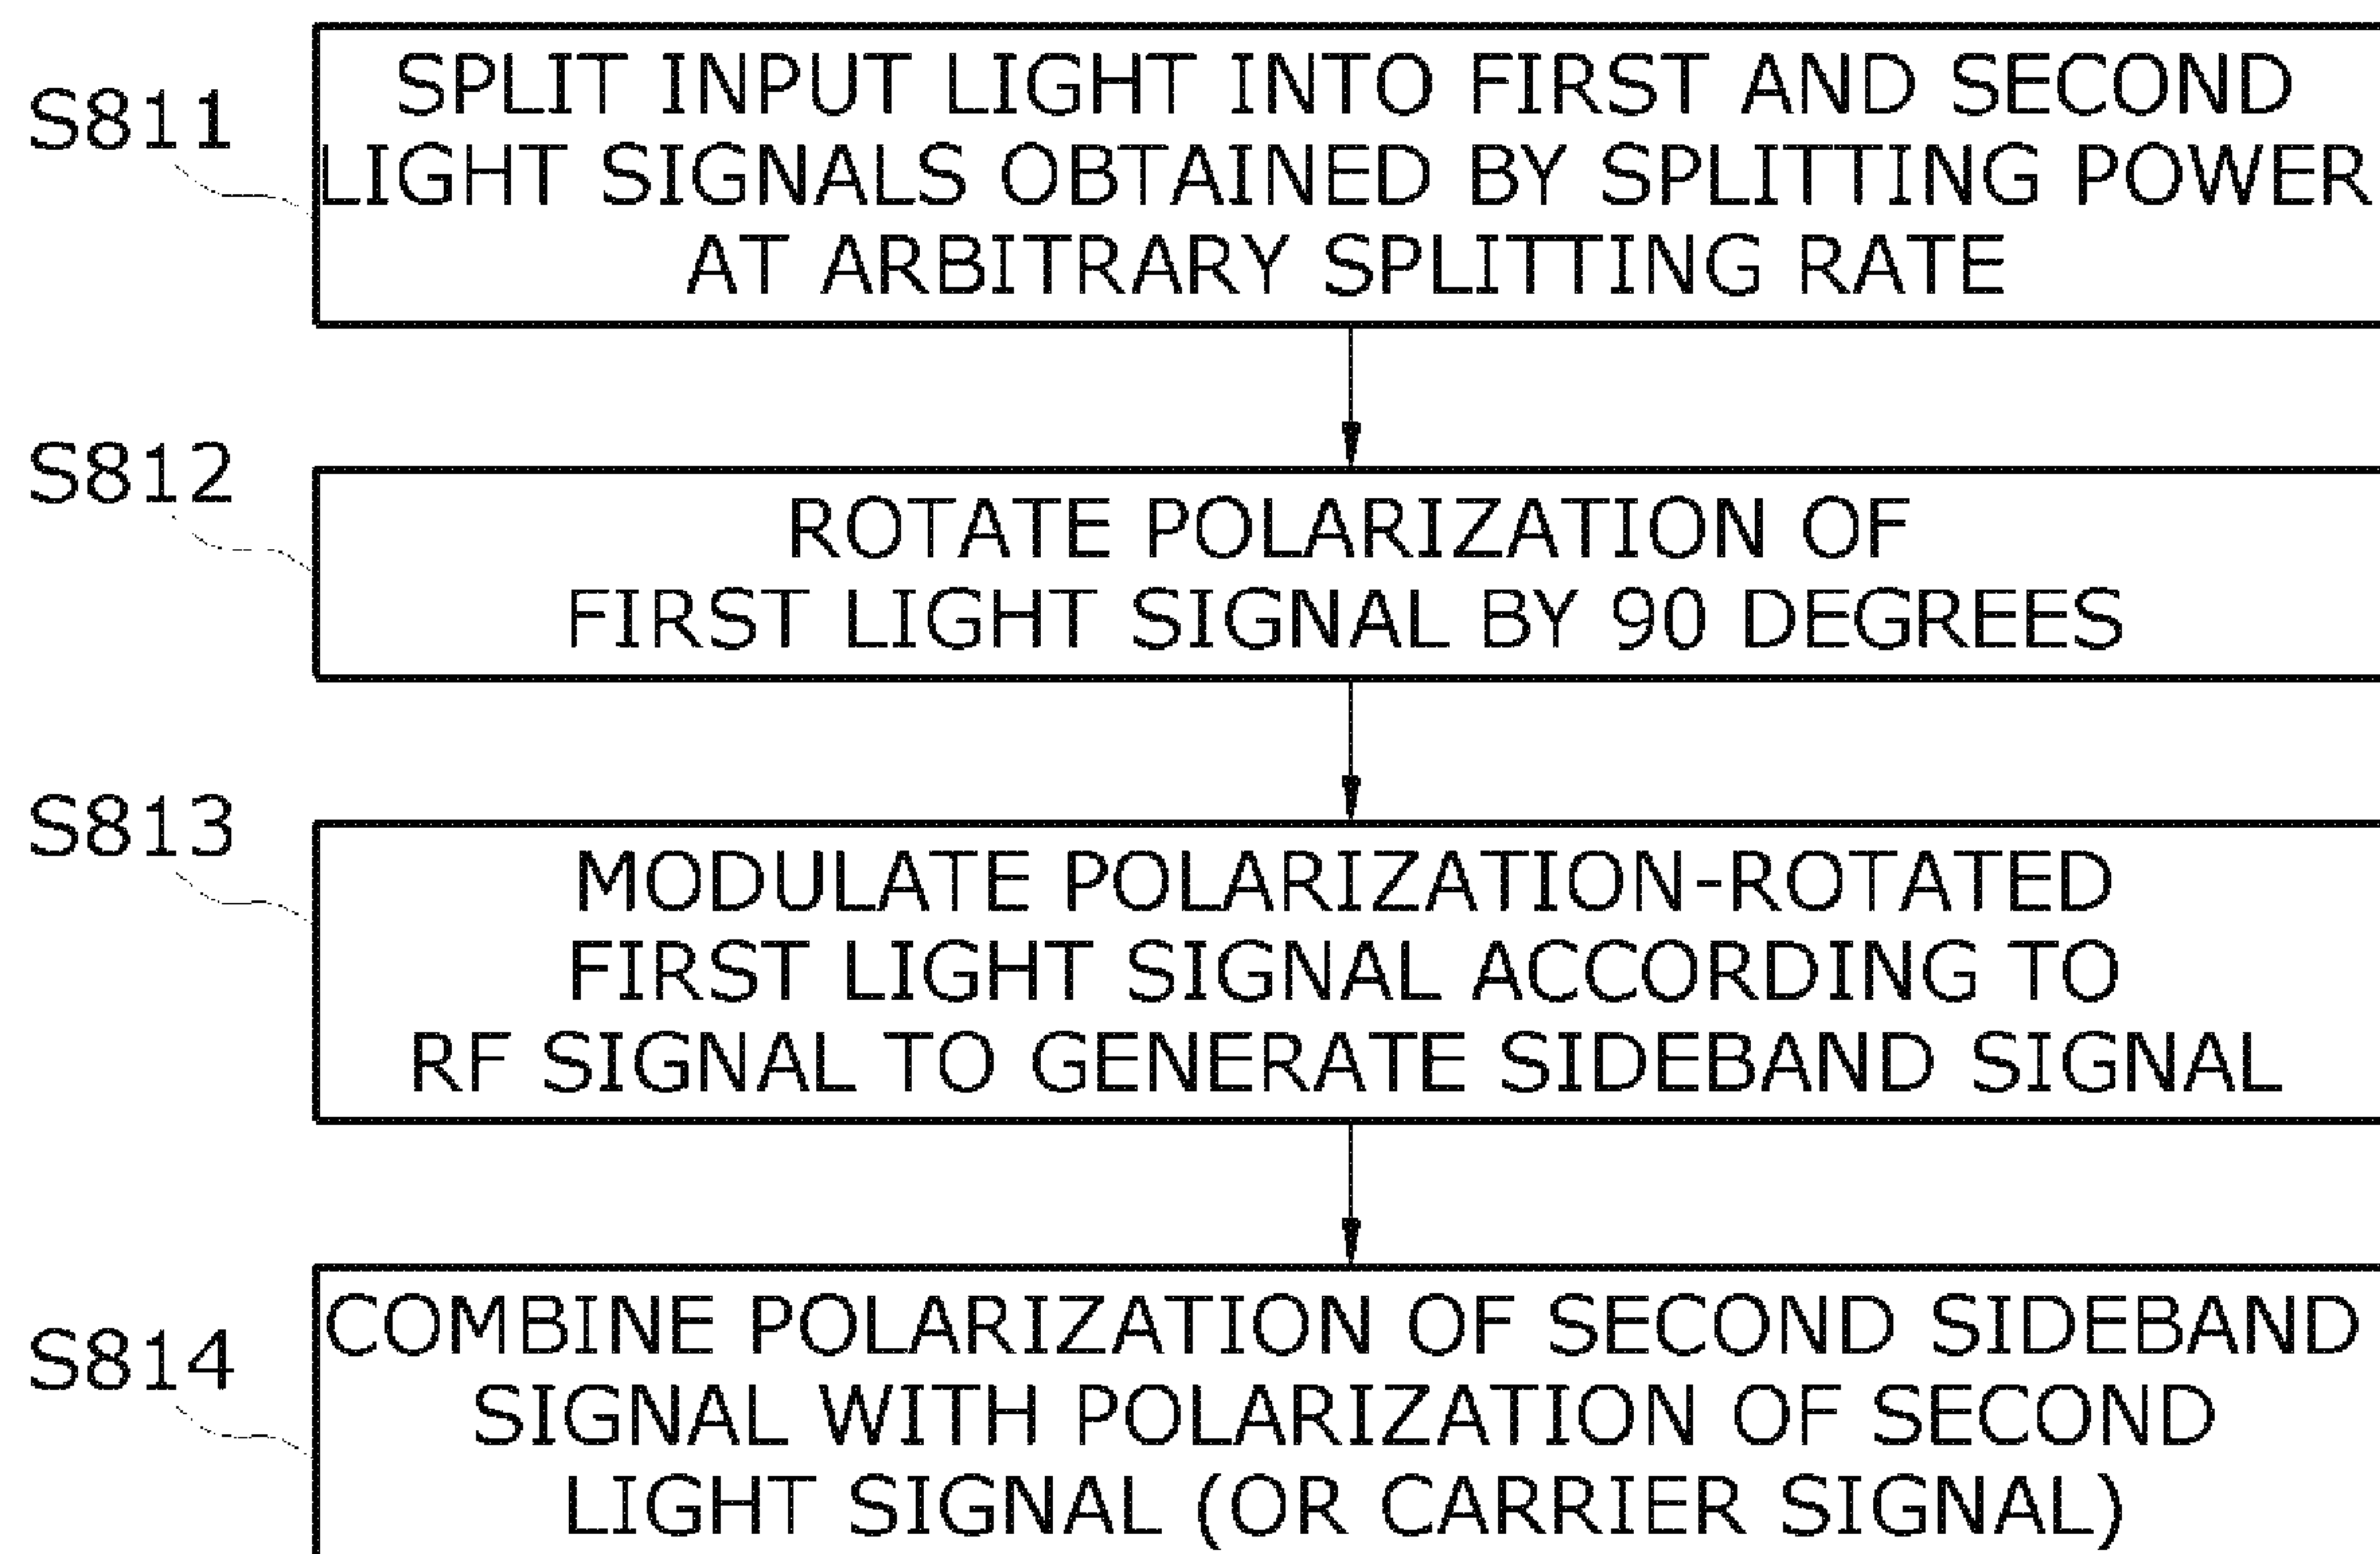 S811
SPLIT INPUT LIGHT INTO FIRST AND SECOND
LIGHT SIGNALS OBTAINED BY SPLITTING POWER
AT ARBITRARY SPLITTING RATE
S812
ROTATE POLARIZATION OF
FIRST LIGHT SIGNAL BY 90 DEGREES
S813
MODULATE POLARIZATION-ROTATED
FIRST LIGHT SIGNAL ACCORDING TO
RF SIGNAL TO GENERATE SIDEBAND SIGNAL
S814
COMBINE POLARIZATION OF SECOND SIDEBAND
SIGNAL WITH POLARIZATION OF SECOND
LIGHT SIGNAL (OR CARRIER SIGNAL)